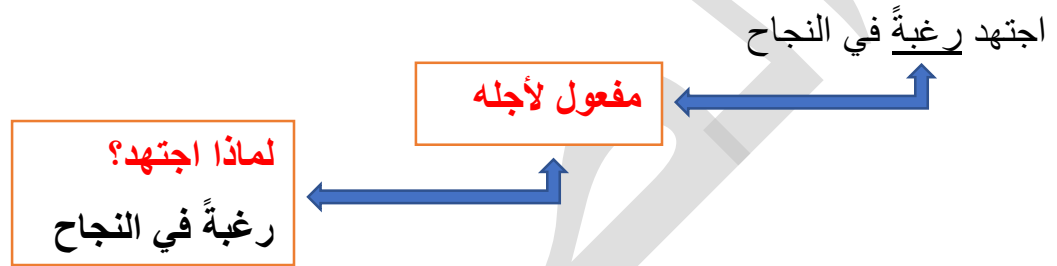 اجتهد رغبةً في النجاح
مفعول لأجله
لماذا اجتهد؟
رغبةً في النجاح